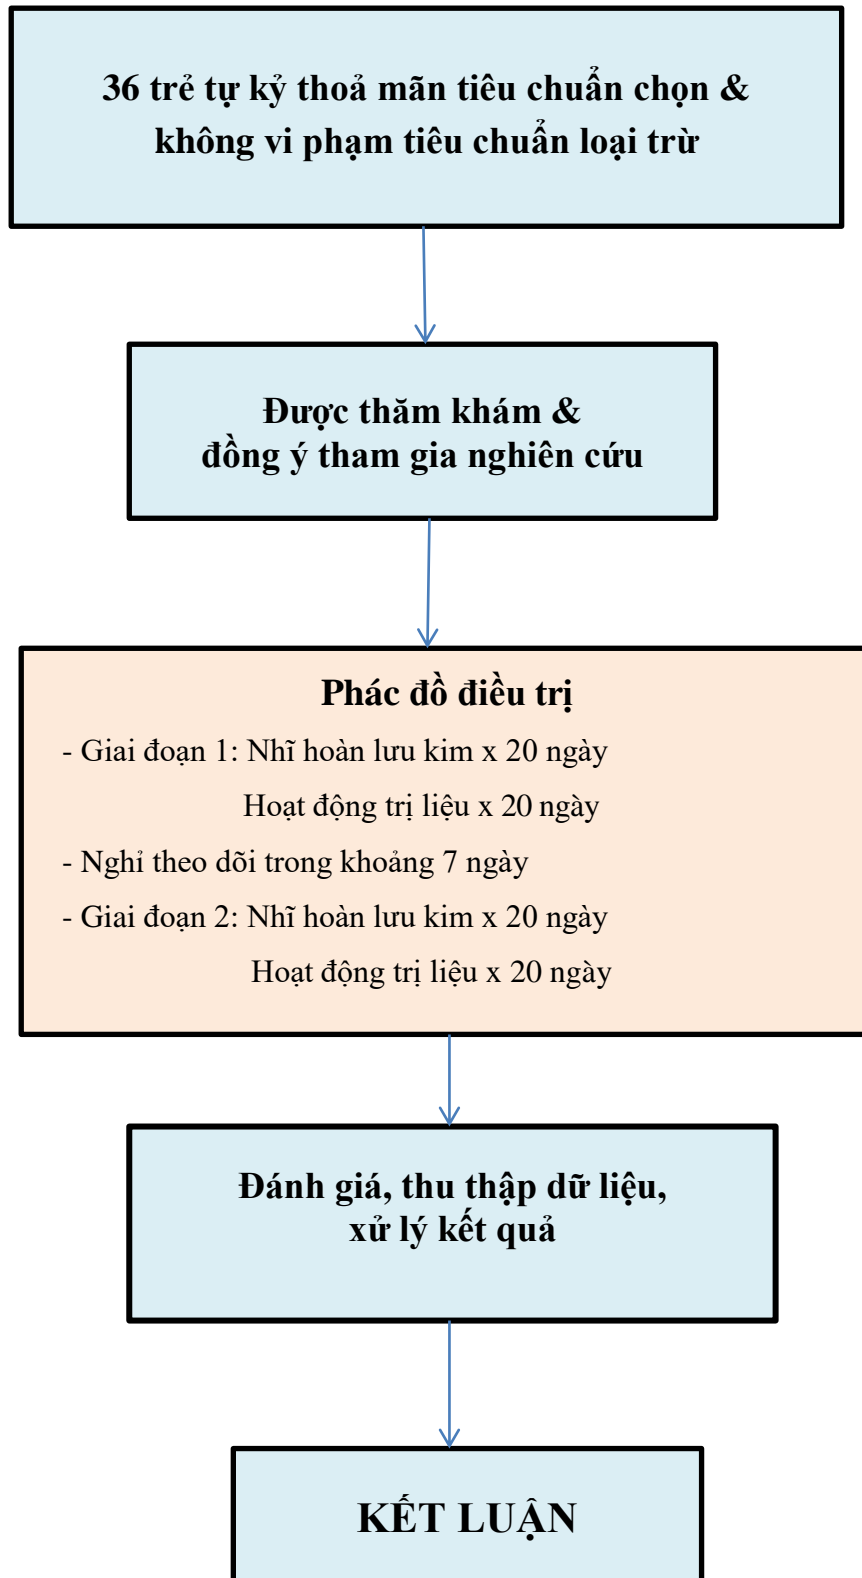 36 trẻ tự kỷ thoả mãn tiêu chuẩn chọn &
không vi phạm tiêu chuẩn loại trừ
Được thăm khám &
đồng ý tham gia nghiên cứu
Phác đồ điều trị
- Giai đoạn 1: Nhĩ hoàn lưu kim x 20 ngày
Hoạt động trị liệu x 20 ngày
- Nghỉ theo dõi trong khoảng 7 ngày
- Giai đoạn 2: Nhĩ hoàn lưu kim x 20 ngày
Hoạt động trị liệu x 20 ngày
Đánh giá, thu thập dữ liệu,
xử lý kết quả
KẾT LUẬN